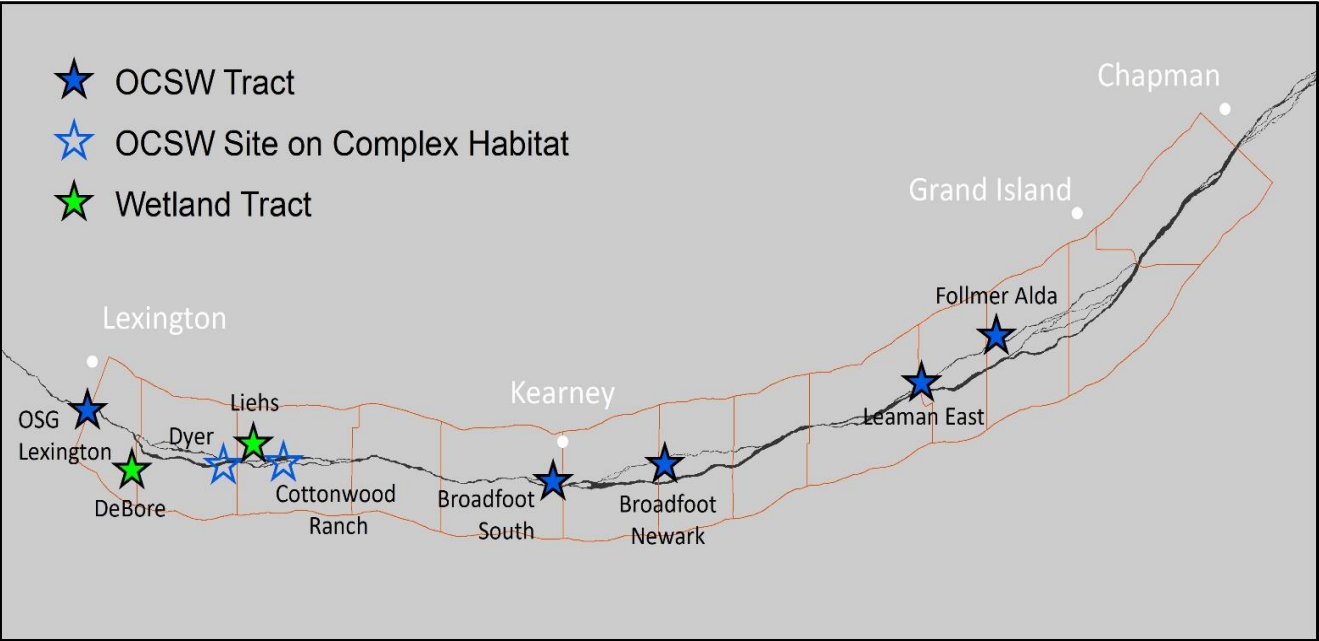 OCSW Tract
OCSW Site on Complex Habitat
Wetland Tract
Chapman
Grand Island
Follmer Alda
Lexington
Leaman East
Kearney
Liehs
OSG
Lexington
Dyer
DeBore
Cottonwood
Ranch
Broadfoot
South
Broadfoot
Newark